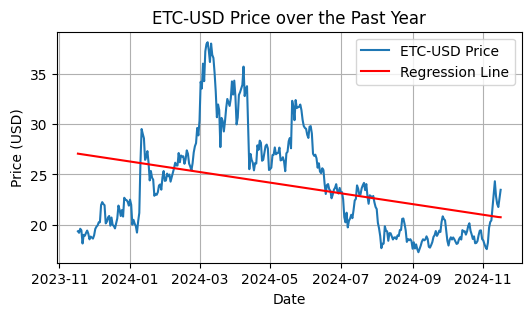 ETC-USD Price over the Past Year
ETC-USD Price
Regression Line
Price (USD)
35
30
25
20
2023-11
2024-01
2024-03
2024-05
2024-07
2024-09
2024-11
Date